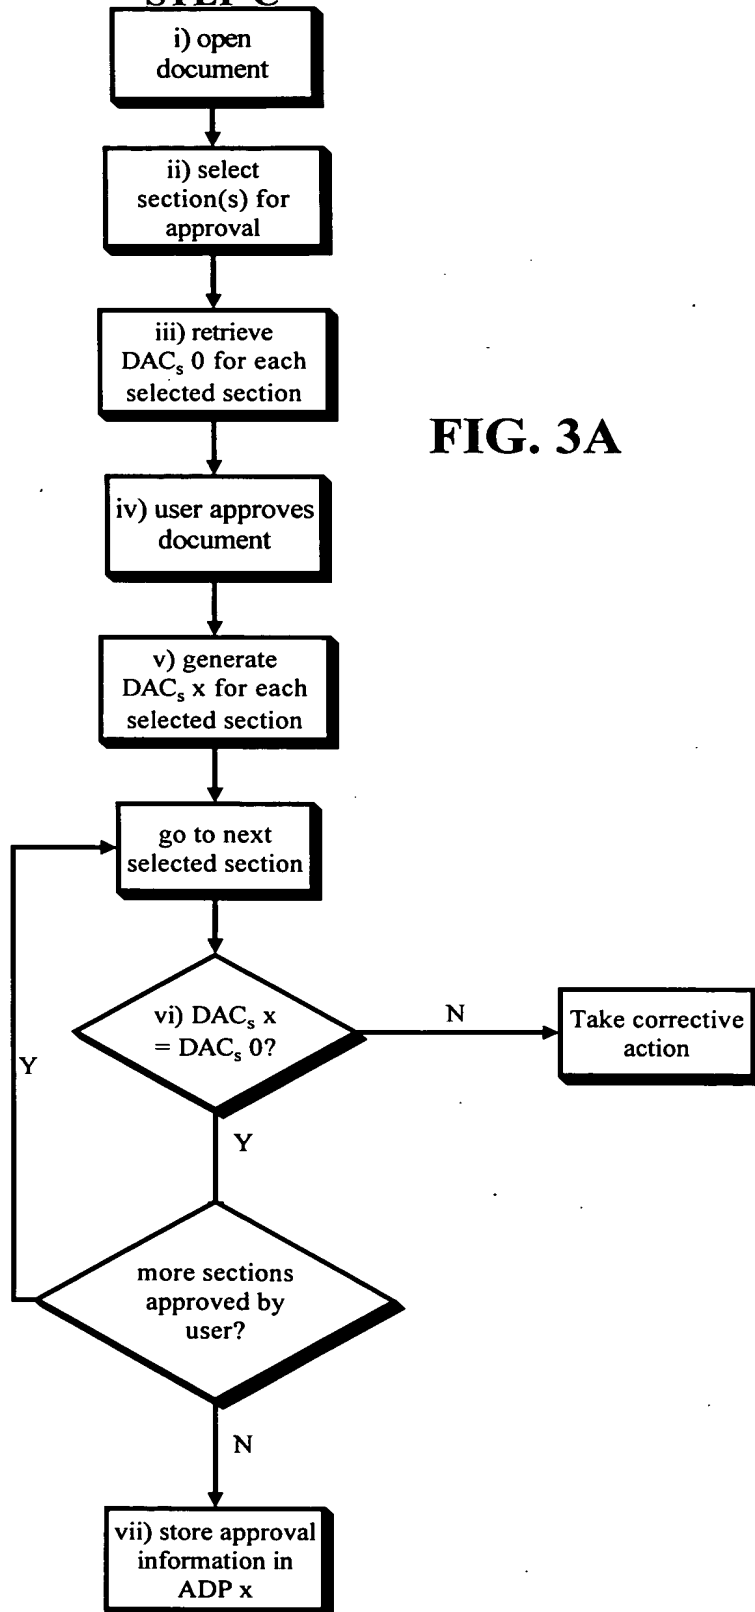 STEP C
i) open
document
ii) select
section(s) for
approval
iii) retrieve
DACs 0 for each
selected section
FIG. 3A
iv) user approves
document
v) generate
DACs x for each
selected section
go to next
selected section
vi) DACs x
= DACs 0?
N
Take corrective
action
Y
Y
more sections
approved by
user?
N
vii) store approval
information in
ADP x